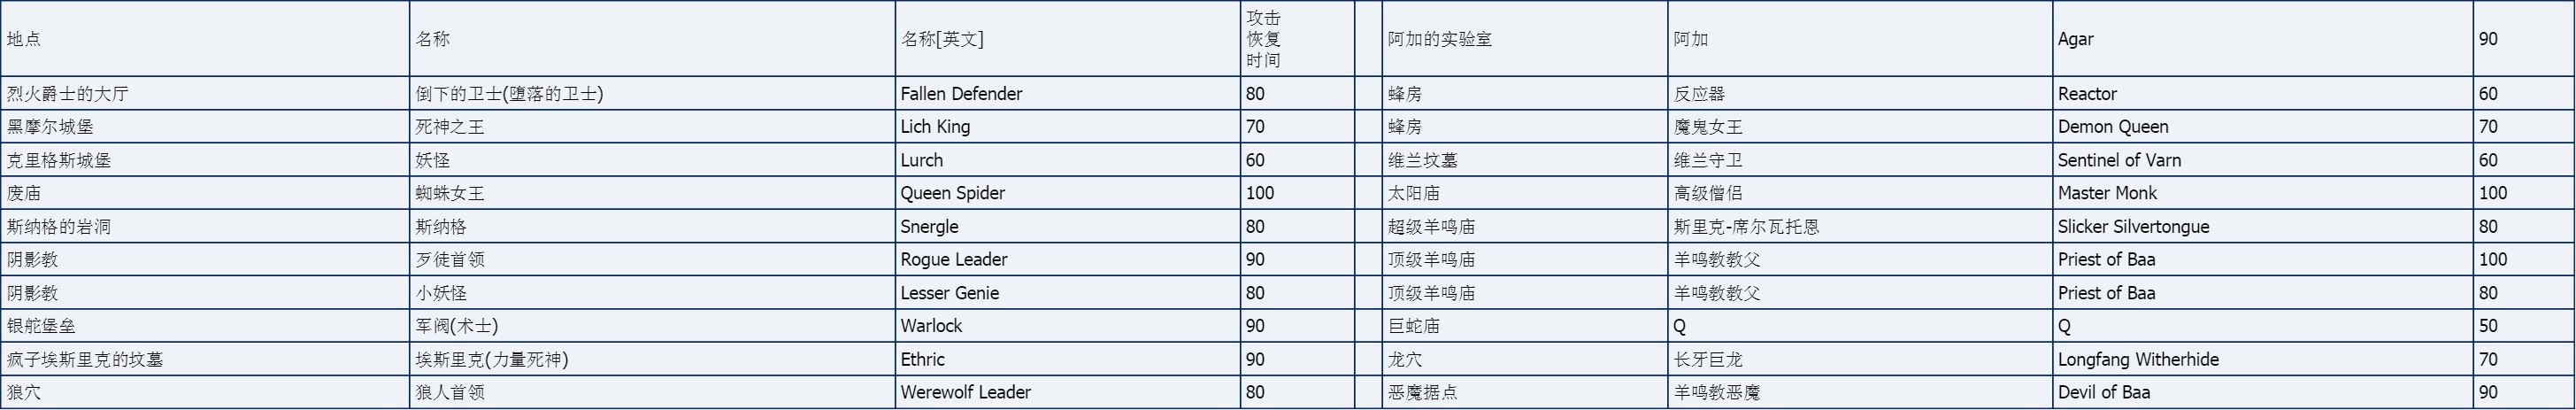 地点 名称 名称[英文] 攻击恢复时间 阿加的实验室 阿加 Agar 90
烈火爵士的大厅 倒下的卫士(堕落的卫士) Fallen Defender 80 蜂房 反应器 Reactor 60
黑摩尔城堡 死神之王 Lich King 70 蜂房 魔鬼女王 Demon Queen 70
克里格斯城堡 妖怪 Lurch 60 维兰坟墓 维兰守卫 Sentinel of Varn 60
废庙 蜘蛛女王 Queen Spider 100 太阳庙 高级僧侣 Master Monk 100
斯纳格的岩洞 斯纳格 Snergle 80 超级羊鸣庙 斯里克-席尔瓦托恩 Slicker Silvertongue 80
阴影教 歹徒首领 Rogue Leader 90 顶级羊鸣庙 羊鸣教教父 Priest of Baa 100
阴影教 小妖怪 Lesser Genie 80 顶级羊鸣庙 羊鸣教教父 Priest of Baa 80
银舵堡垒 军阀(术士) Warlock 90 巨蛇庙 Q Q 50
疯子埃斯里克的坟墓 埃斯里克(力量死神) Ethric 90 龙穴 长牙巨龙 Longfang Witherhide 70
狼穴 狼人首领 Werewolf Leader 80 恶魔据点 羊鸣教恶魔 Devil of Baa 90